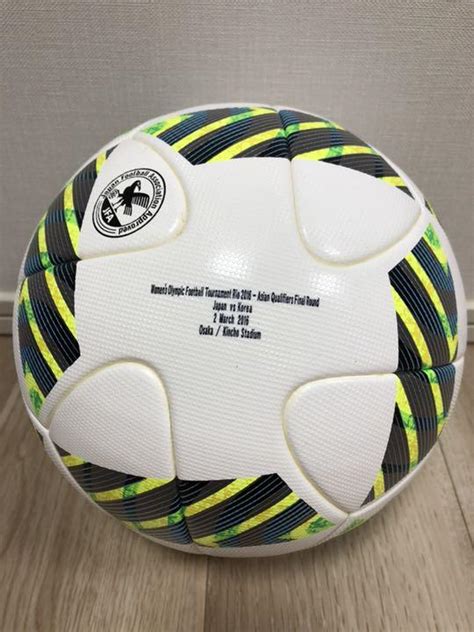 Japan Football Association Approved
JFA
Women's Olympic Football Tournament Rio 2016 - Asian Qualifiers Final Round
Japan vs Korea
2 March 2016
Osaka / Kincho Stadium